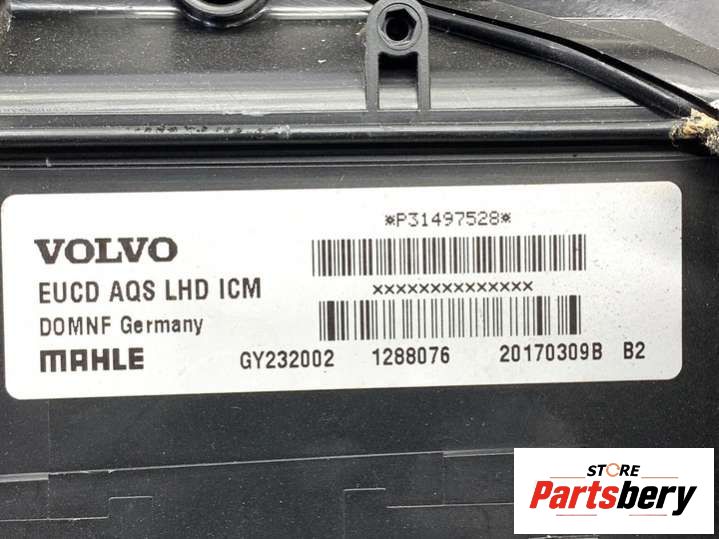 *P31497528*
VOLVO
EUCD AQS LHD ICM
xxxxxxxxxxxxxx
DOMNF Germany
MAHLE GY232002 1288076 20170309B B2
STORE
Partsbery